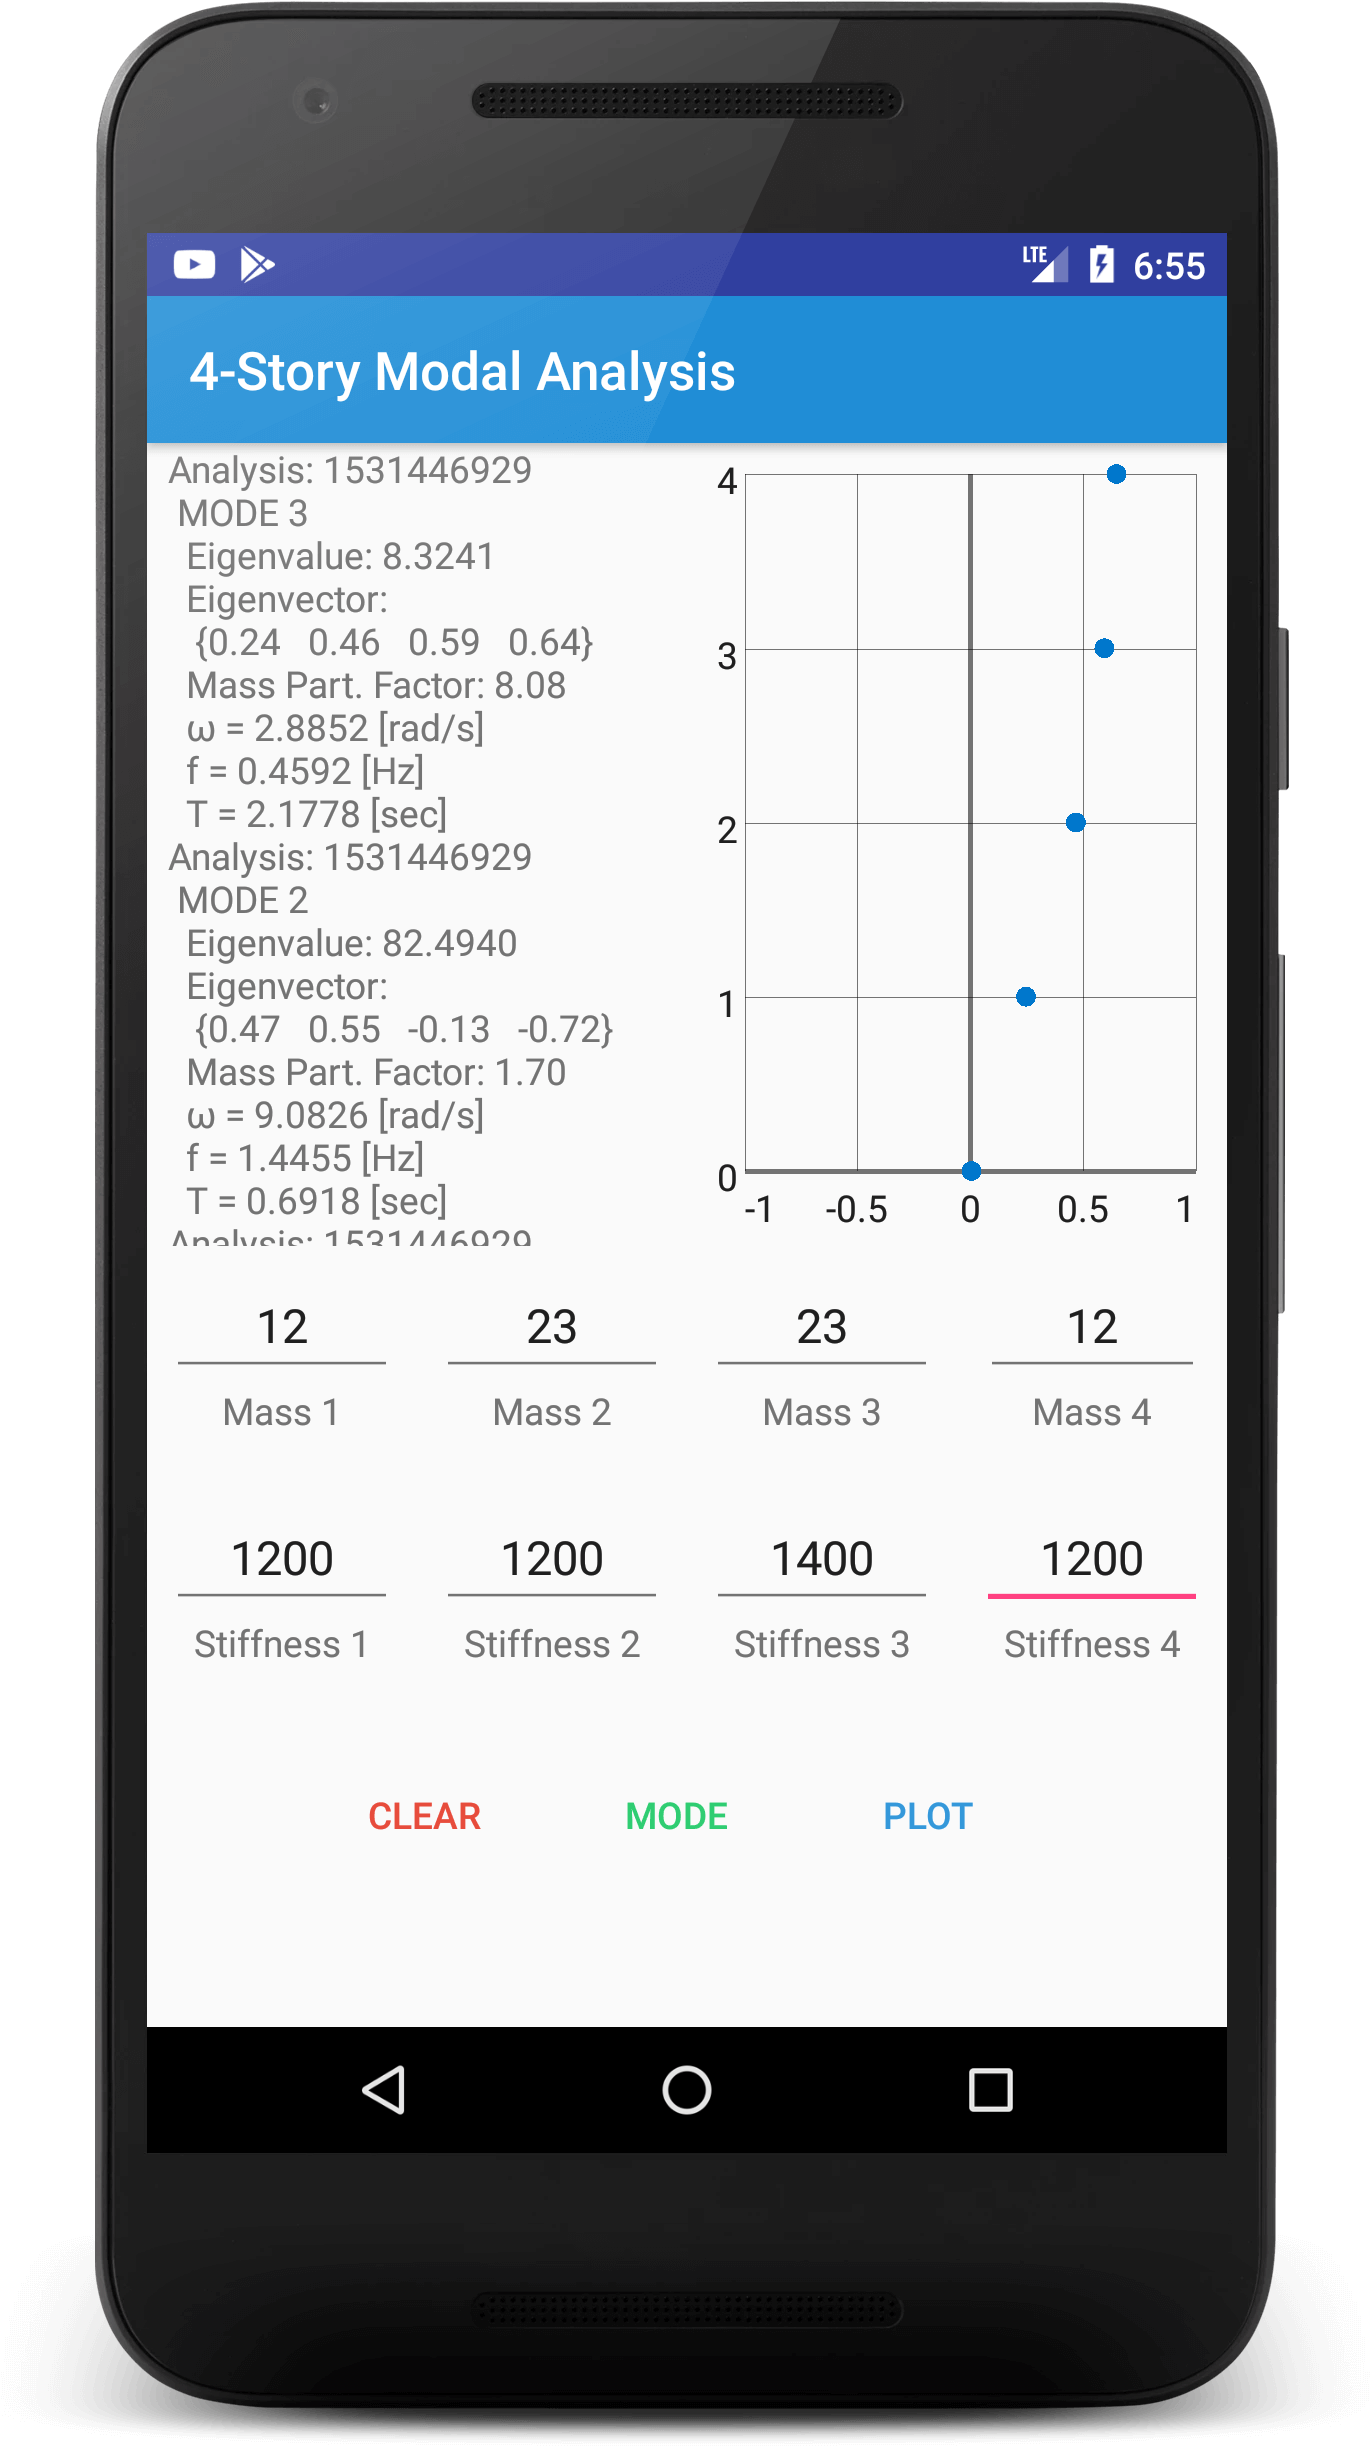 LTE 6:55
4-Story Modal Analysis
Analysis: 1531446929
MODE 3
Eigenvalue: 8.3241
Eigenvector:
{0.24 0.46 0.59 0.64}
Mass Part. Factor: 8.08
ω = 2.8852 [rad/s]
f = 0.4592 [Hz]
T = 2.1778 [sec]
Analysis: 1531446929
MODE 2
Eigenvalue: 82.4940
Eigenvector:
{0.47 0.55 -0.13 -0.72}
Mass Part. Factor: 1.70
ω = 9.0826 [rad/s]
f = 1.4455 [Hz]
T = 0.6918 [sec]
Analysis: 1531446929
4
3
2
1
0
-1 -0.5 0 0.5 1
12 23 23 12
Mass 1 Mass 2 Mass 3 Mass 4
1200 1200 1400 1200
Stiffness 1 Stiffness 2 Stiffness 3 Stiffness 4
CLEAR MODE PLOT